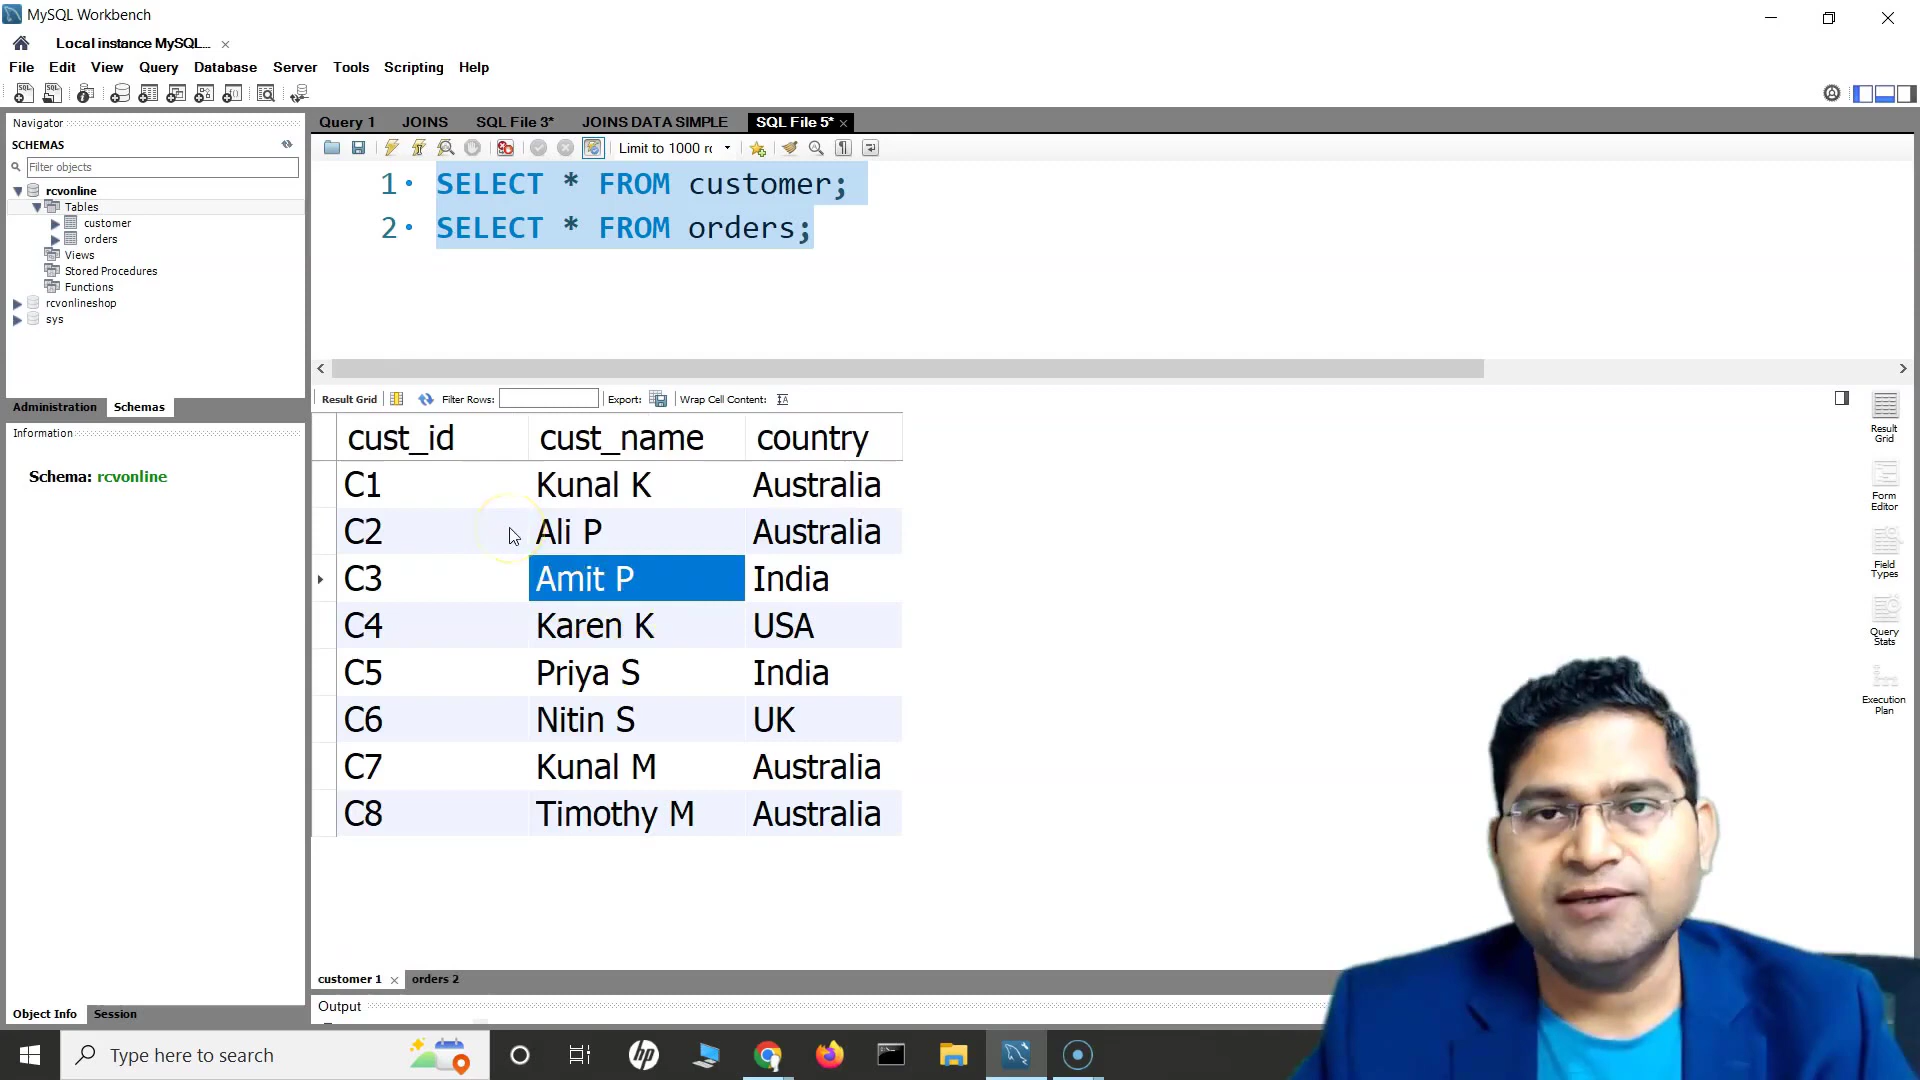 MySQL Workbench
Local instance MySQL...
File Edit View Query Database Server Tools Scripting Help
Navigator
SCHEMAS
Filter objects
rcvonline
Tables
customer
orders
Views
Stored Procedures
Functions
rcvonlineshop
sys
Administration Schemas
Information
Schema: rcvonline
Object Info Session
Query 1 JOINS SQL File 3* JOINS DATA SIMPLE SQL File 5*
Limit to 1000 rc
1 SELECT * FROM customer;
2 SELECT * FROM orders;
Result Grid Filter Rows: Export: Wrap Cell Content:
cust_id cust_name country
C1 Kunal K Australia
C2 Ali P Australia
C3 Amit P India
C4 Karen K USA
C5 Priya S India
C6 Nitin S UK
C7 Kunal M Australia
C8 Timothy M Australia
Result
Grid
Form
Editor
Field
Types
Query
Stats
Execution
Plan
customer 1 orders 2
Output
Type here to search
hp